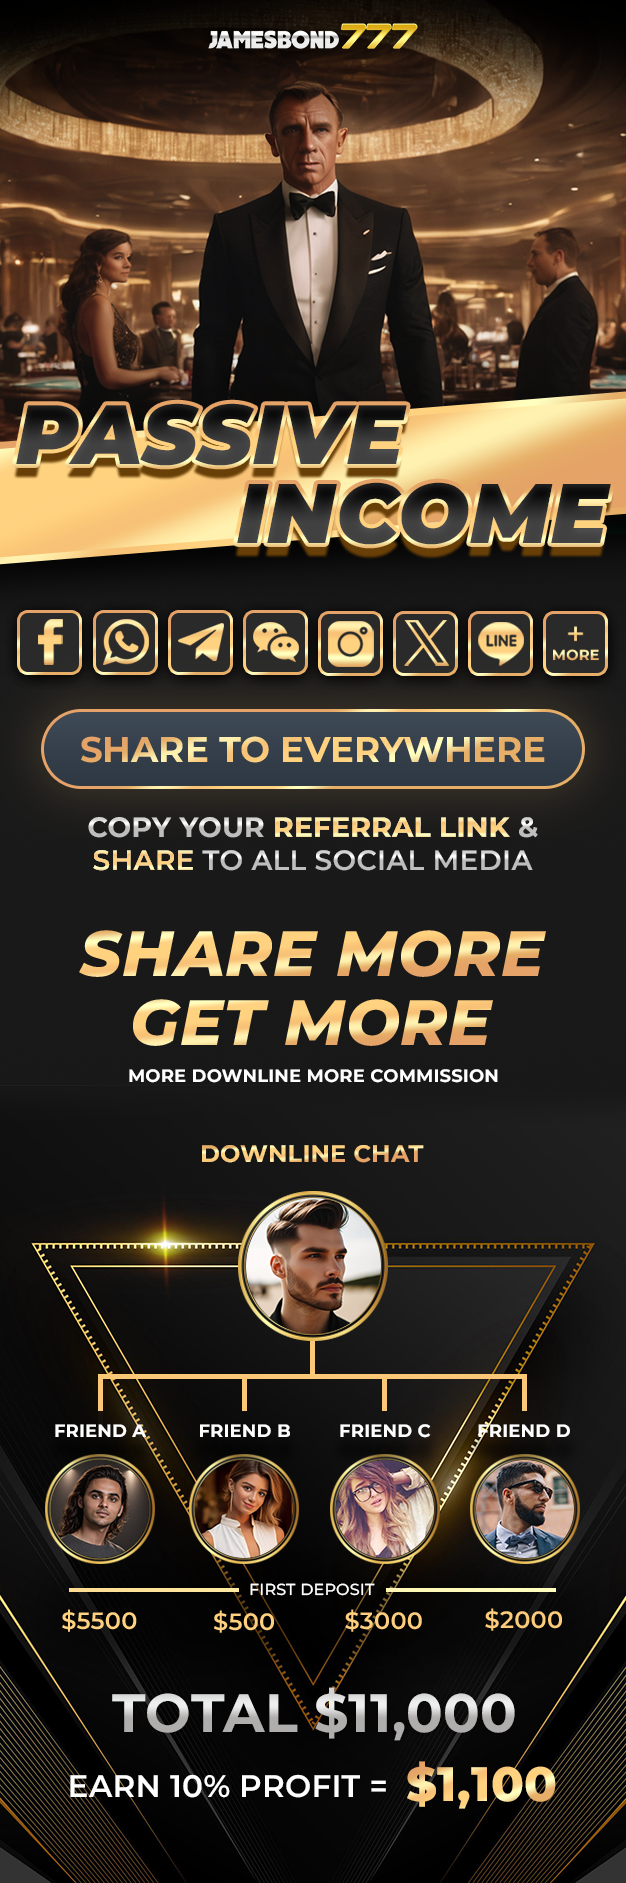 JAMESBOND777
PASSIVE
INCOME
LINE
+
MORE
SHARE TO EVERYWHERE
COPY YOUR REFERRAL LINK &
SHARE TO ALL SOCIAL MEDIA
SHARE MORE
GET MORE
MORE DOWNLINE MORE COMMISSION
DOWNLINE CHAT
FRIEND A FRIEND B FRIEND C FRIEND D
FIRST DEPOSIT
$5500 $500 $3000 $2000
TOTAL $11,000
EARN 10% PROFIT = $1,100